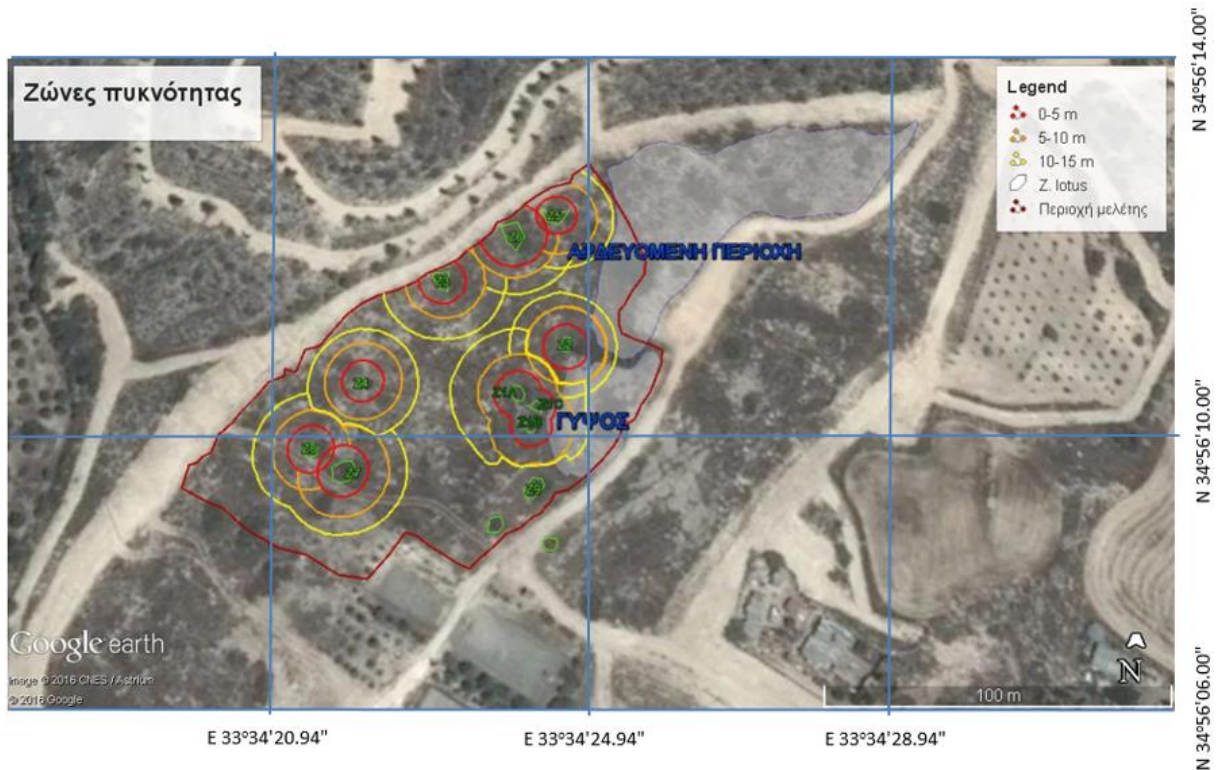 N 34°56'14.00"
Ζώνες πυκνότητας
Legend
0-5 m
5-10 m
10-15 m
Z. lotus
Περιοχή μελέτης
ΑΡΔΕΥΟΜΕΝΗ ΠΕΡΙΟΧΗ
ΓΥΨΟΣ
N 34°56'10.00"
Z7
Z9
Google earth
Image © 2016 CNES / Astrium
© 2016 Google
N
100 m
N 34°56'06.00"
E 33°34'20.94"
E 33°34'24.94"
E 33°34'28.94"